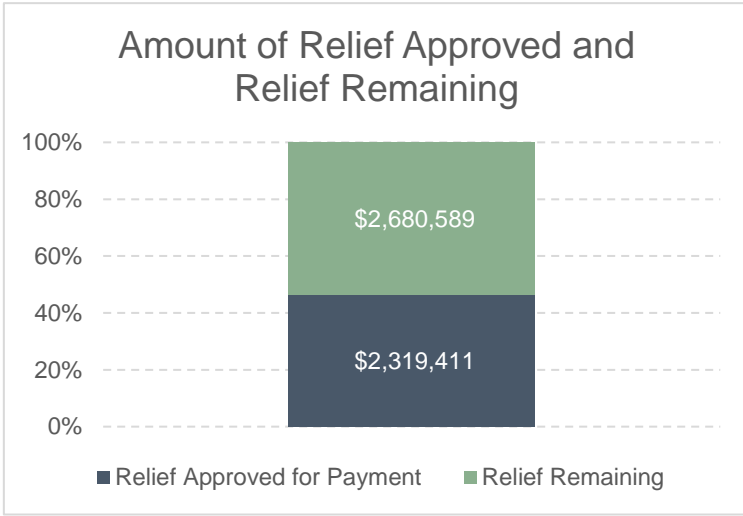 Amount of Relief Approved and
Relief Remaining
100%
80%
60%
40%
20%
0%
$2,680,589
$2,319,411
Relief Approved for Payment
Relief Remaining